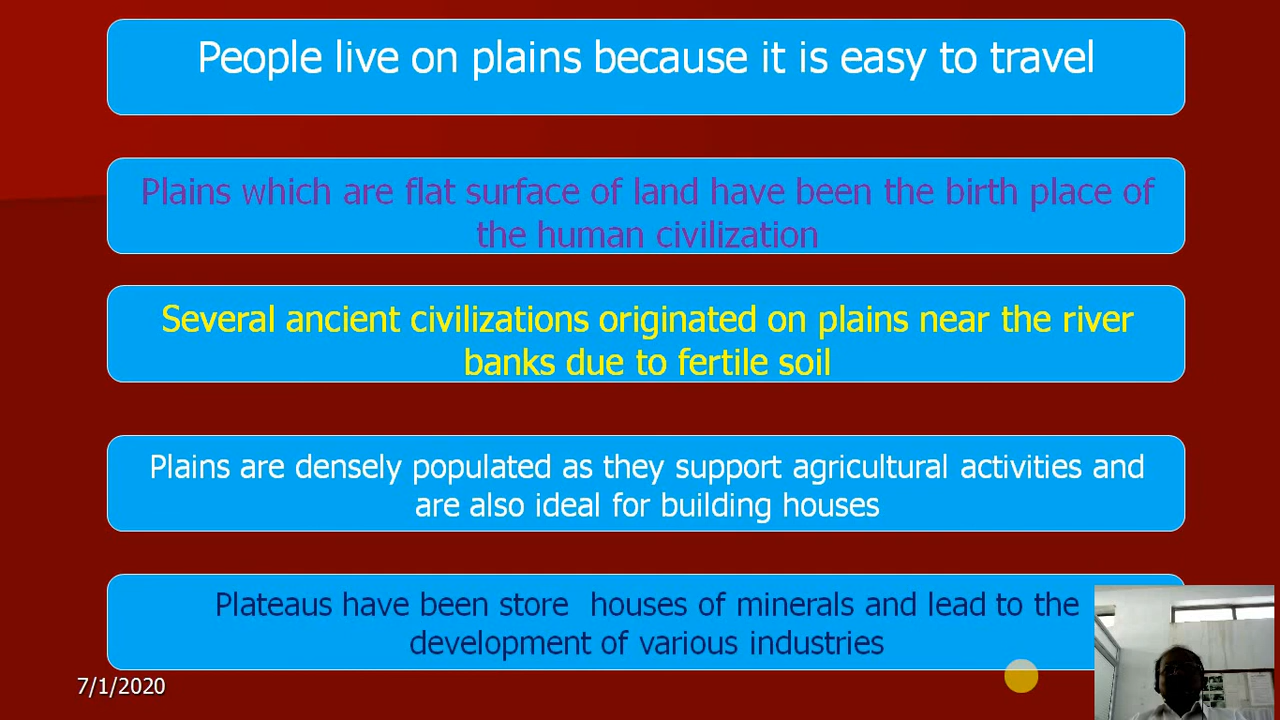 People live on plains because it is easy to travel
Plains which are flat surface of land have been the birth place of
the human civilization
Several ancient civilizations originated on plains near the river
banks due to fertile soil
Plains are densely populated as they support agricultural activities and
are also ideal for building houses
Plateaus have been store  houses of minerals and lead to the
development of various industries
7/1/2020